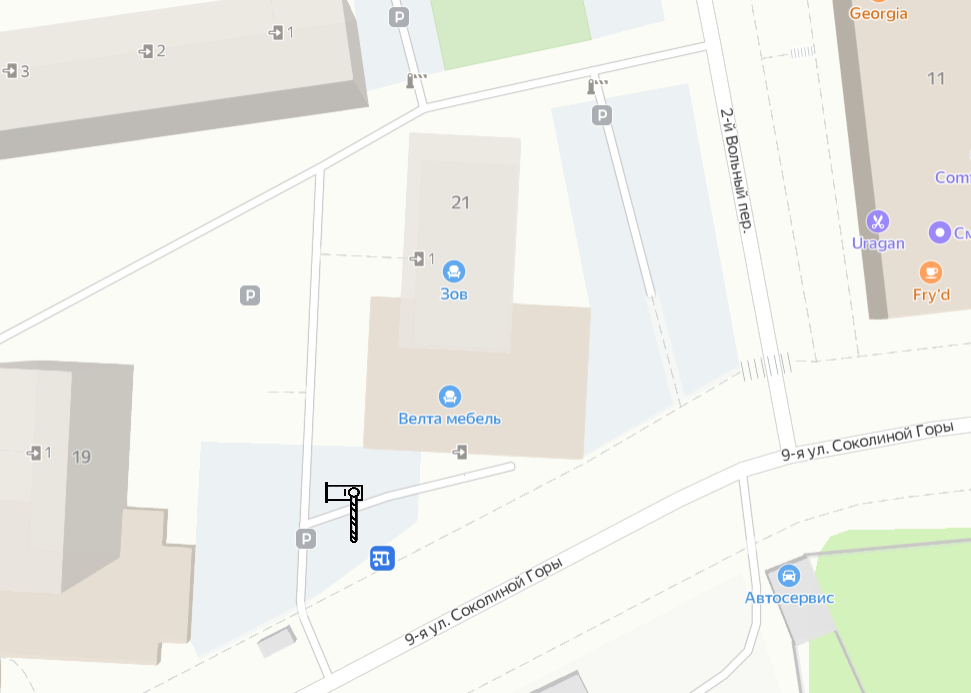 P
Georgia
1
2
3
11
P
2-й Вольный пер.
Com
21
Uragan
См
1
Зов
Fry'd
P
Велта мебель
9-я ул. Соколиной Горы
1
19
P
9-я ул. Соколиной Горы
Автосервис